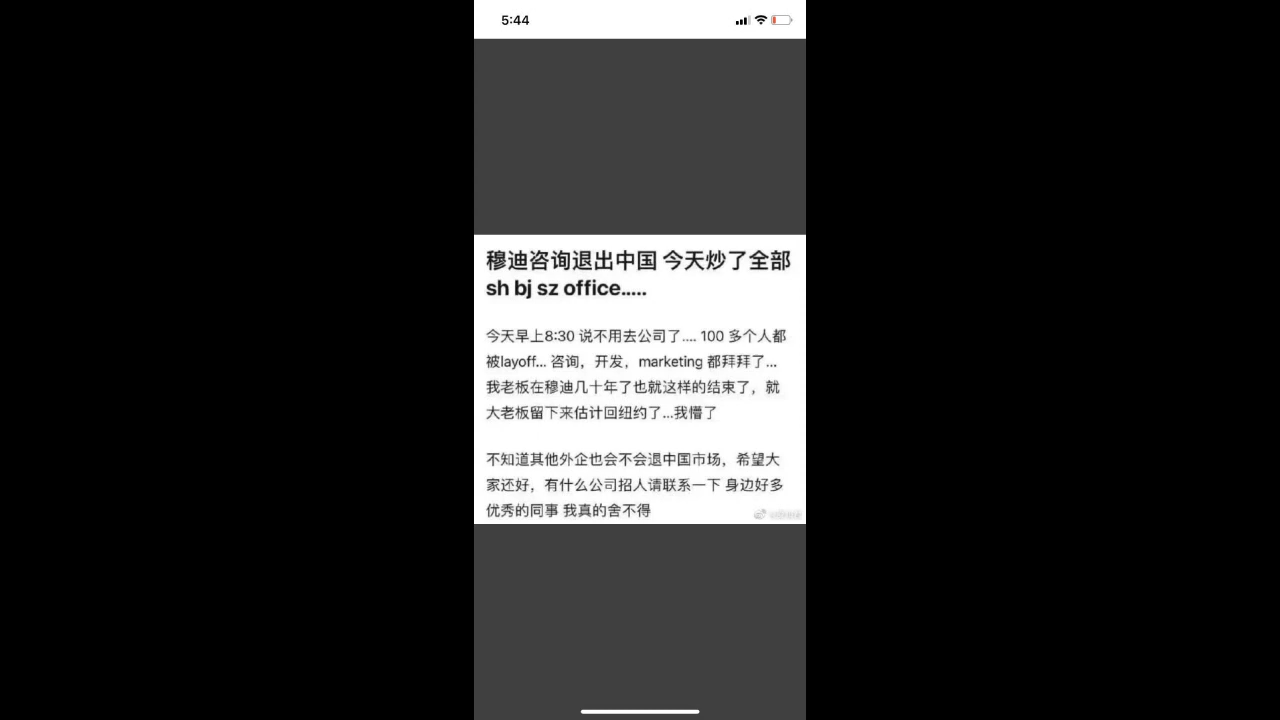 5:44
穆迪咨询退出中国 今天炒了全部
sh bj sz office.....
今天早上8:30 说不用去公司了.... 100 多个人都
被layoff... 咨询，开发，marketing 都拜拜了...
我老板在穆迪几十年了也就这样的结束了，就
大老板留下来估计回纽约了...我懵了
不知道其他外企也会不会退中国市场，希望大
家还好，有什么公司招人请联系一下 身边好多
优秀的同事 我真的舍不得